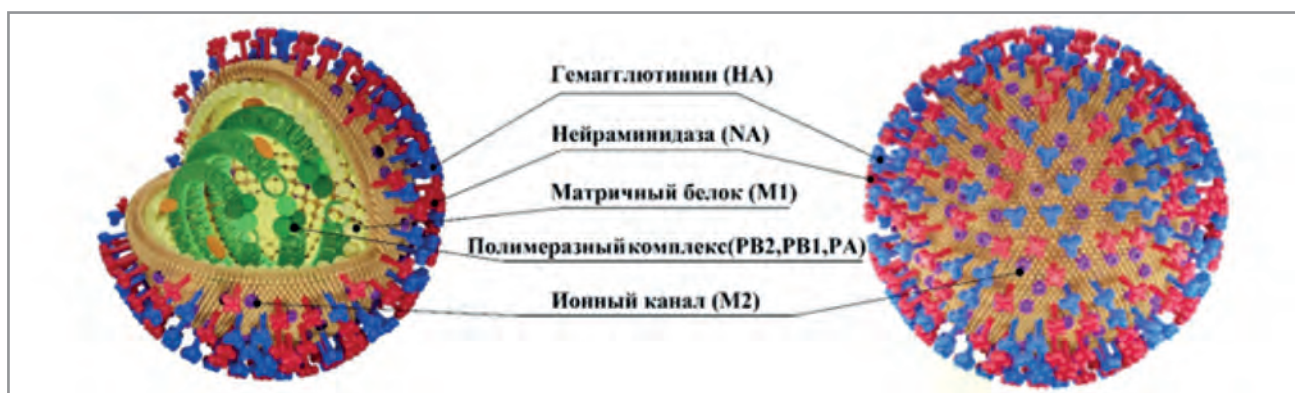 Гемагглютинин (HA)
Нейраминидаза (NA)
Матричный белок (M1)
Полимеразный комплекс(PB2,PB1,PA)
Ионный канал (M2)